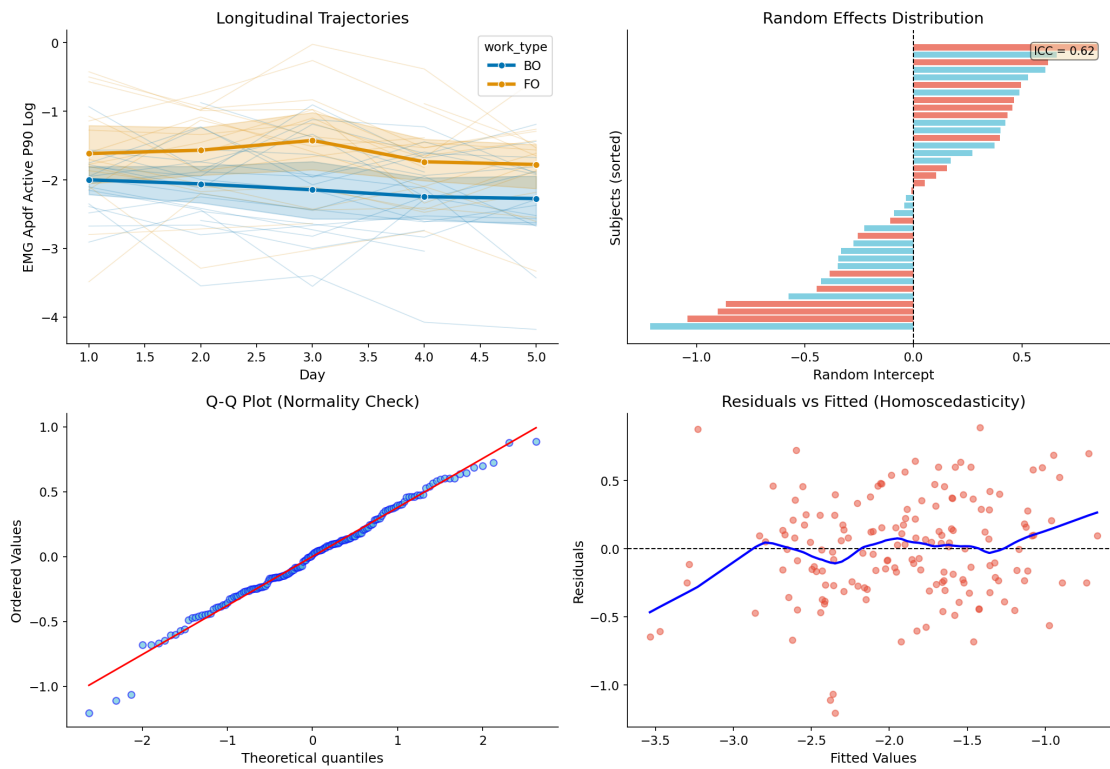 Longitudinal Trajectories
EMG Apdf Active P90 Log
0
−1
−2
−3
−4
work_type
BO
FO
1.0 1.5 2.0 2.5 3.0 3.5 4.0 4.5 5.0
Day
Random Effects Distribution
Subjects (sorted)
ICC = 0.62
−1.0 −0.5 0.0 0.5
Random Intercept
Q-Q Plot (Normality Check)
Ordered Values
1.0
0.5
0.0
−0.5
−1.0
−2 −1 0 1 2
Theoretical quantiles
Residuals vs Fitted (Homoscedasticity)
Residuals
0.5
0.0
−0.5
−1.0
−3.5 −3.0 −2.5 −2.0 −1.5 −1.0
Fitted Values